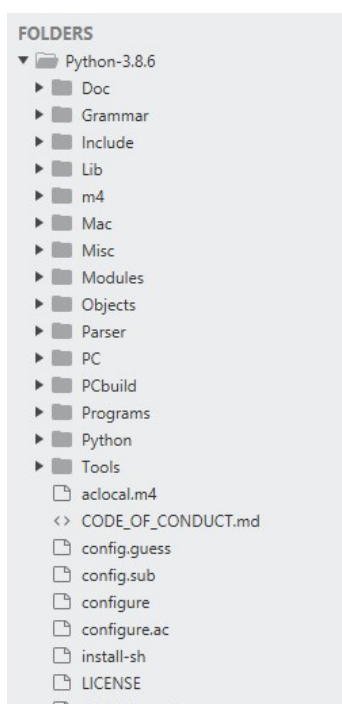 FOLDERS
Python-3.8.6
Doc
Grammar
Include
Lib
m4
Mac
Misc
Modules
Objects
Parser
PC
PCbuild
Programs
Python
Tools
aclocal.m4
CODE_OF_CONDUCT.md
config.guess
config.sub
configure
configure.ac
install-sh
LICENSE